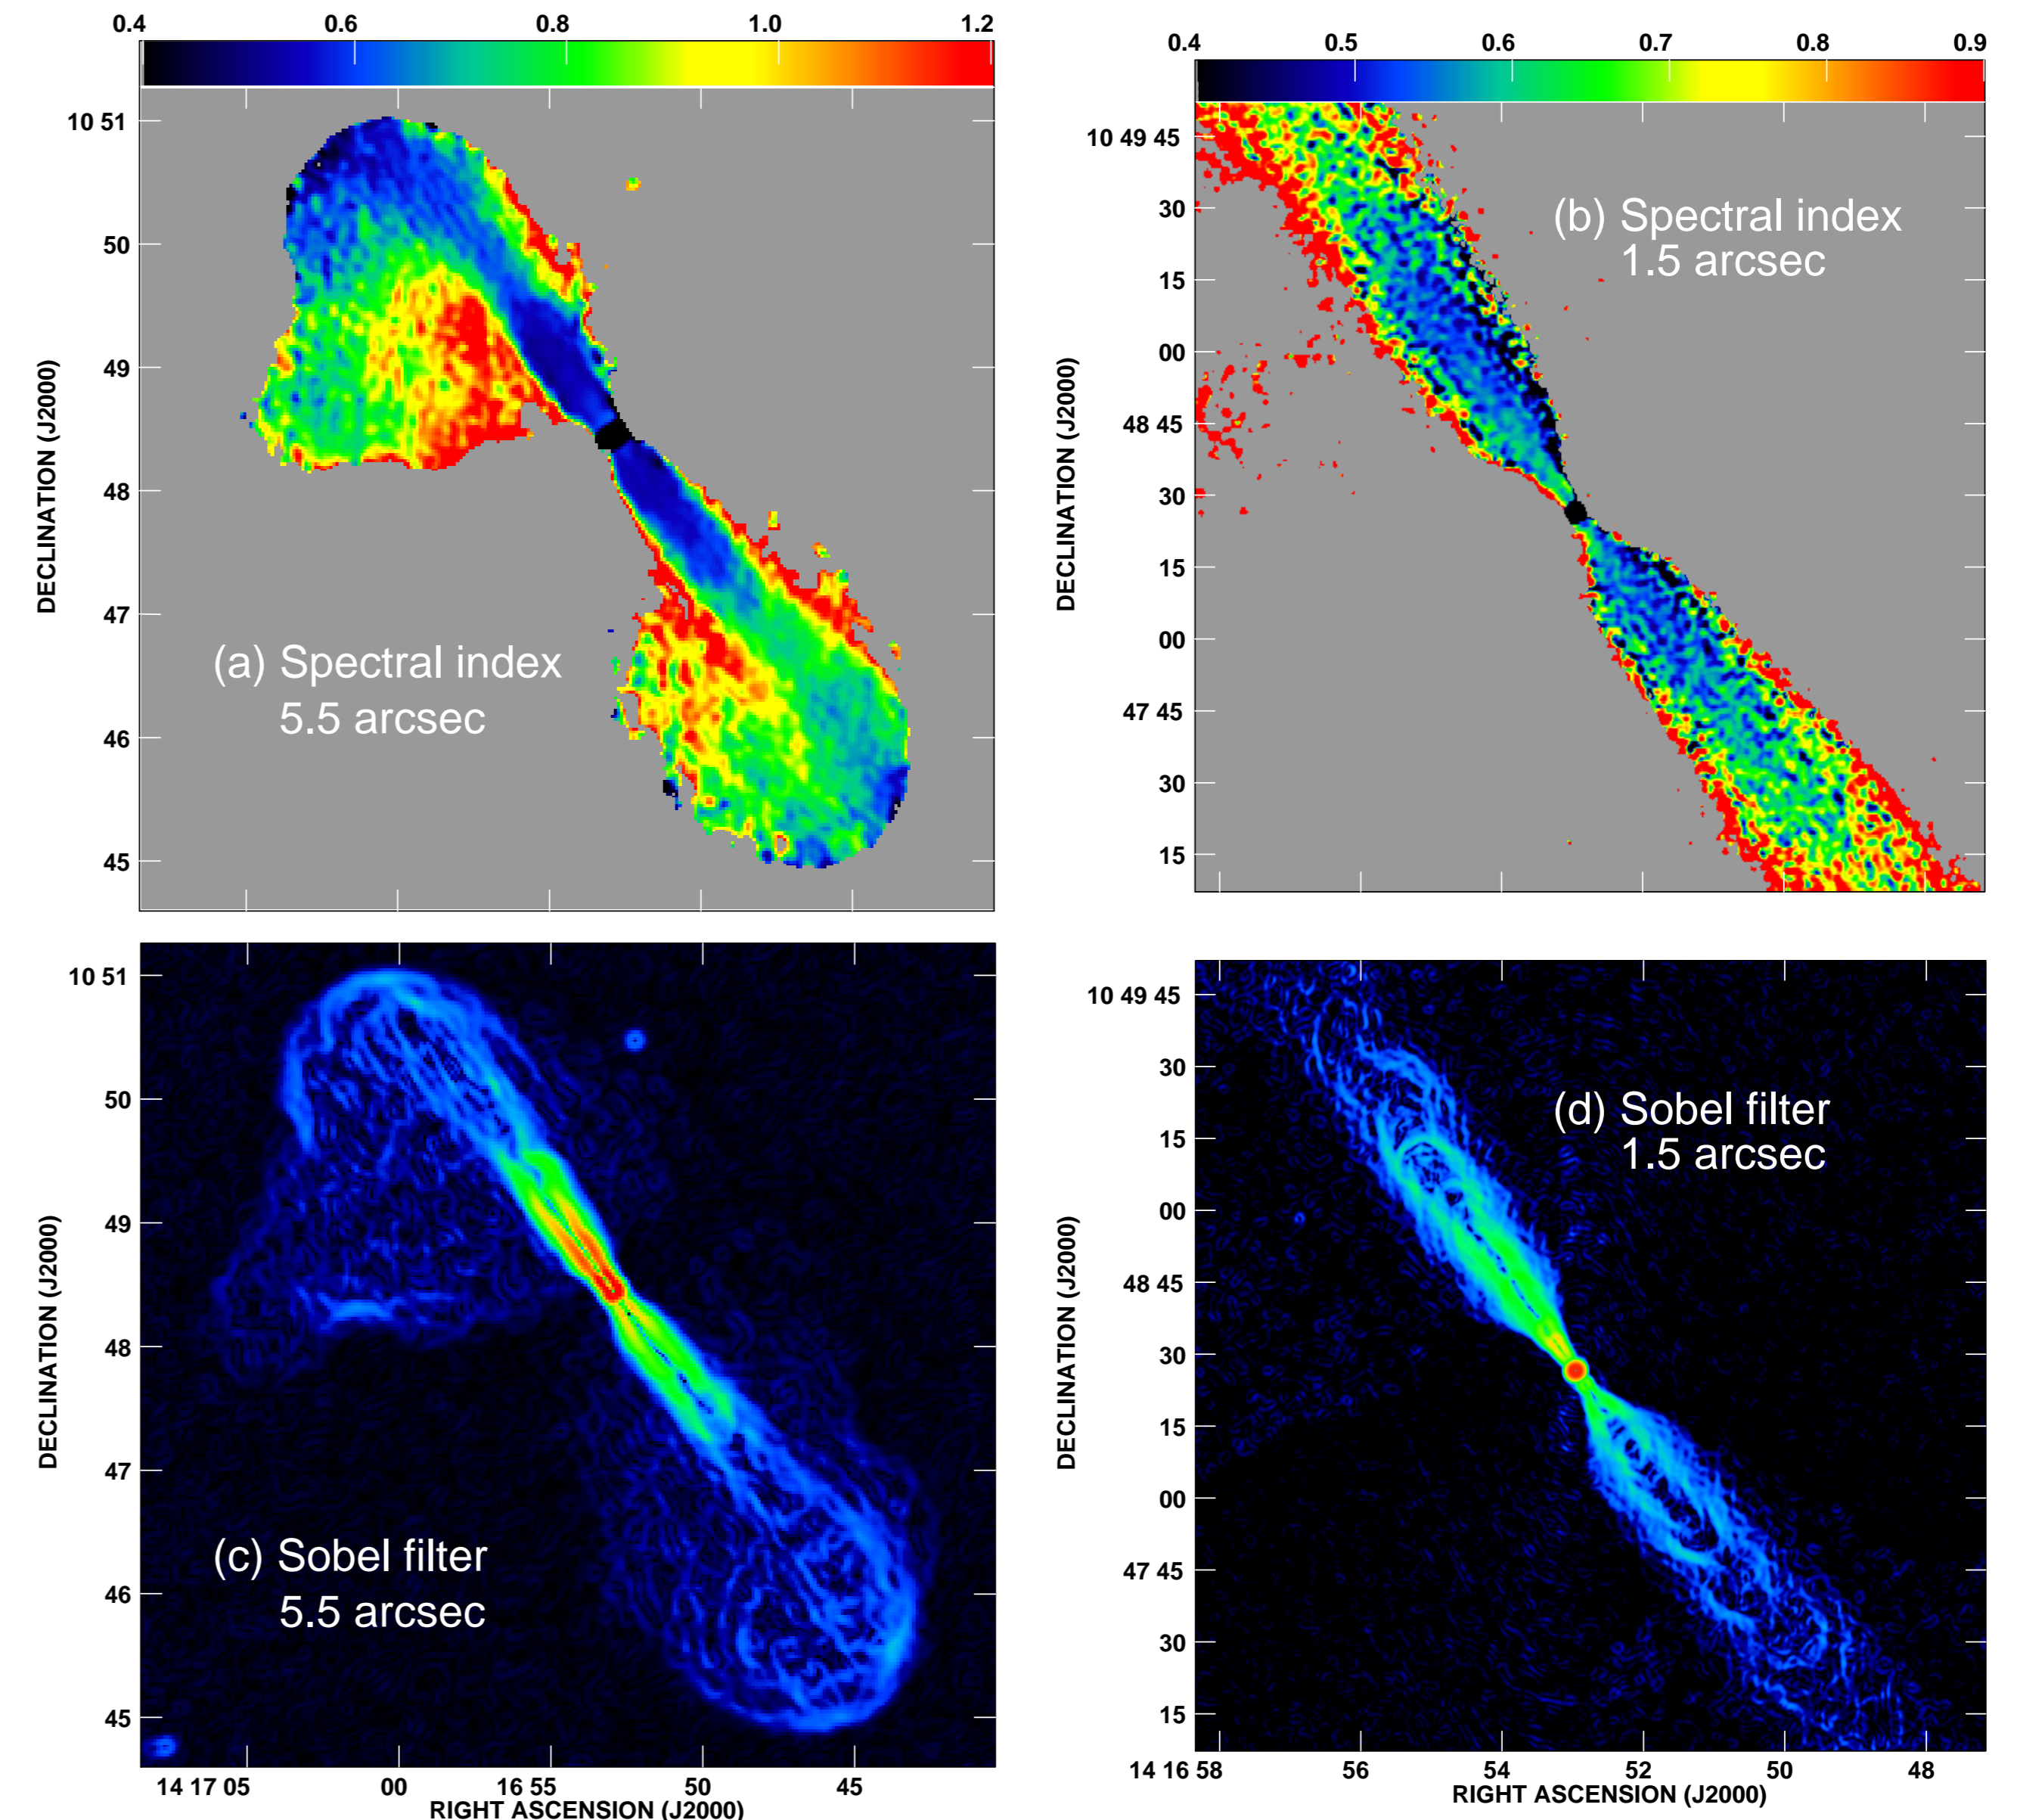 0.4 0.6 0.8 1.0 1.2
10 51
50
49
48
47
46
45
DECLINATION (J2000)
(a) Spectral index
5.5 arcsec
0.4 0.5 0.6 0.7 0.8 0.9
10 49 45
30
15
00
48 45
30
15
00
47 45
30
15
DECLINATION (J2000)
(b) Spectral index
1.5 arcsec
10 51
50
49
48
47
46
45
DECLINATION (J2000)
(c) Sobel filter
5.5 arcsec
14 17 05 00 16 55 50 45
RIGHT ASCENSION (J2000)
10 49 45
30
15
00
48 45
30
15
00
47 45
30
15
DECLINATION (J2000)
(d) Sobel filter
1.5 arcsec
14 16 58 56 54 52 50 48
RIGHT ASCENSION (J2000)